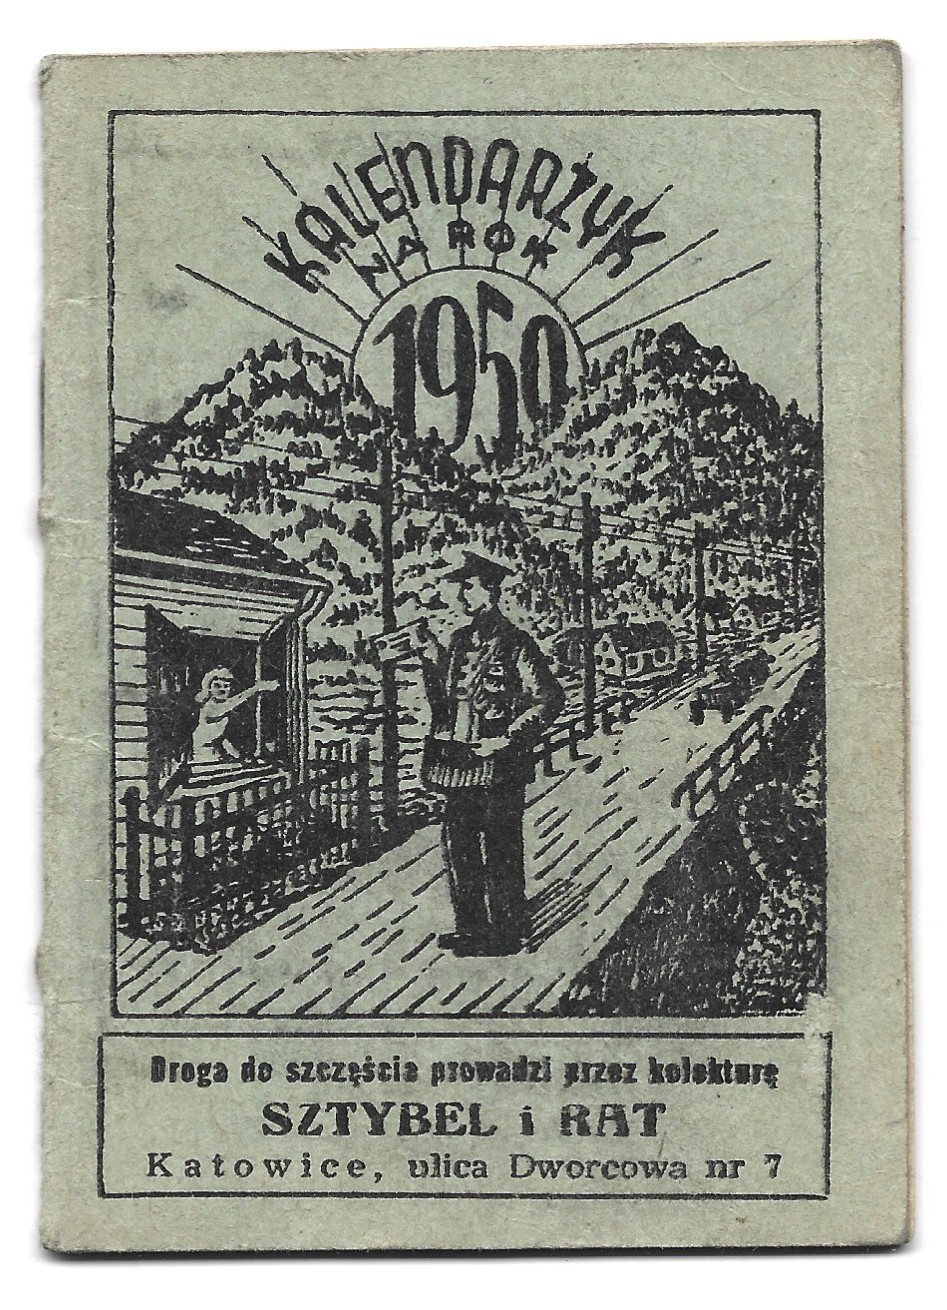 KALENDARZYK
NA ROK
1950
Droga do szczęścia prowadzi przez kolekturę
SZTYBEL i RAT
Katowice, ulica Dworcowa nr 7